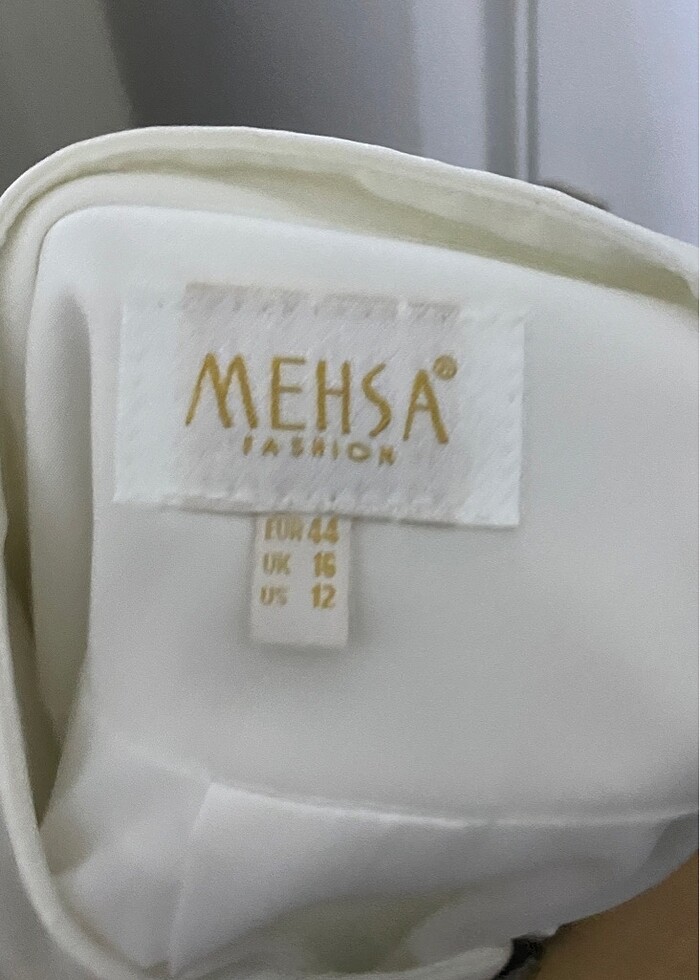 MEHSA®
FASHION
EUR 44
UK 16
US 12